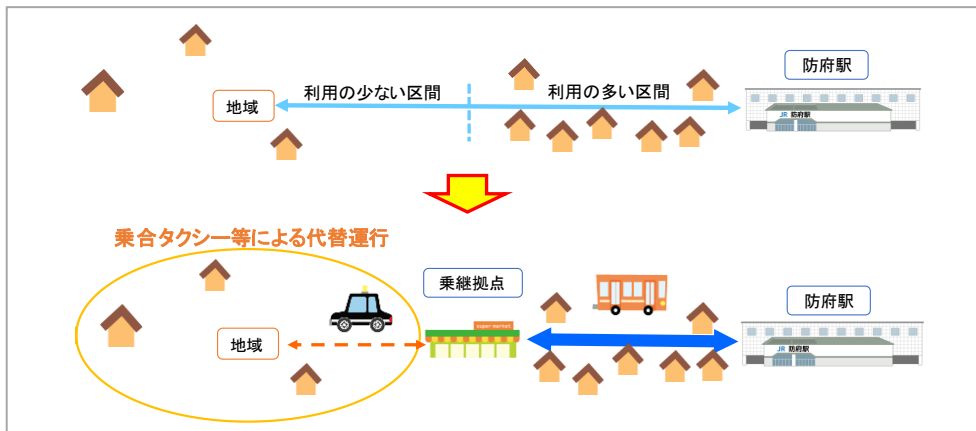 防府駅
利用の少ない区間
利用の多い区間
地域
JR 防府駅
乗合タクシー等による代替運行
乗継拠点
防府駅
super market
地域
JR 防府駅